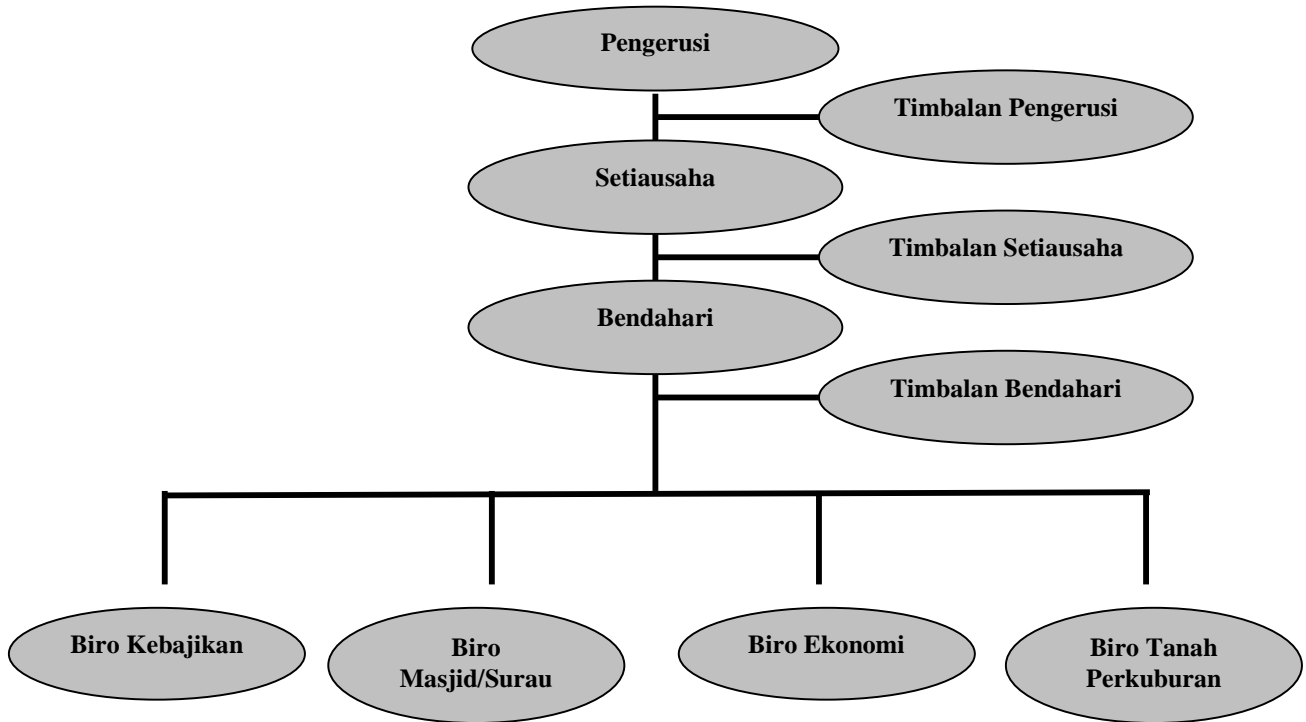 Pengerusi
Timbalan Pengerusi
Setiausaha
Timbalan Setiausaha
Bendahari
Timbalan Bendahari
Biro Kebajikan
Biro
Masjid/Surau
Biro Ekonomi
Biro Tanah
Perkuburan